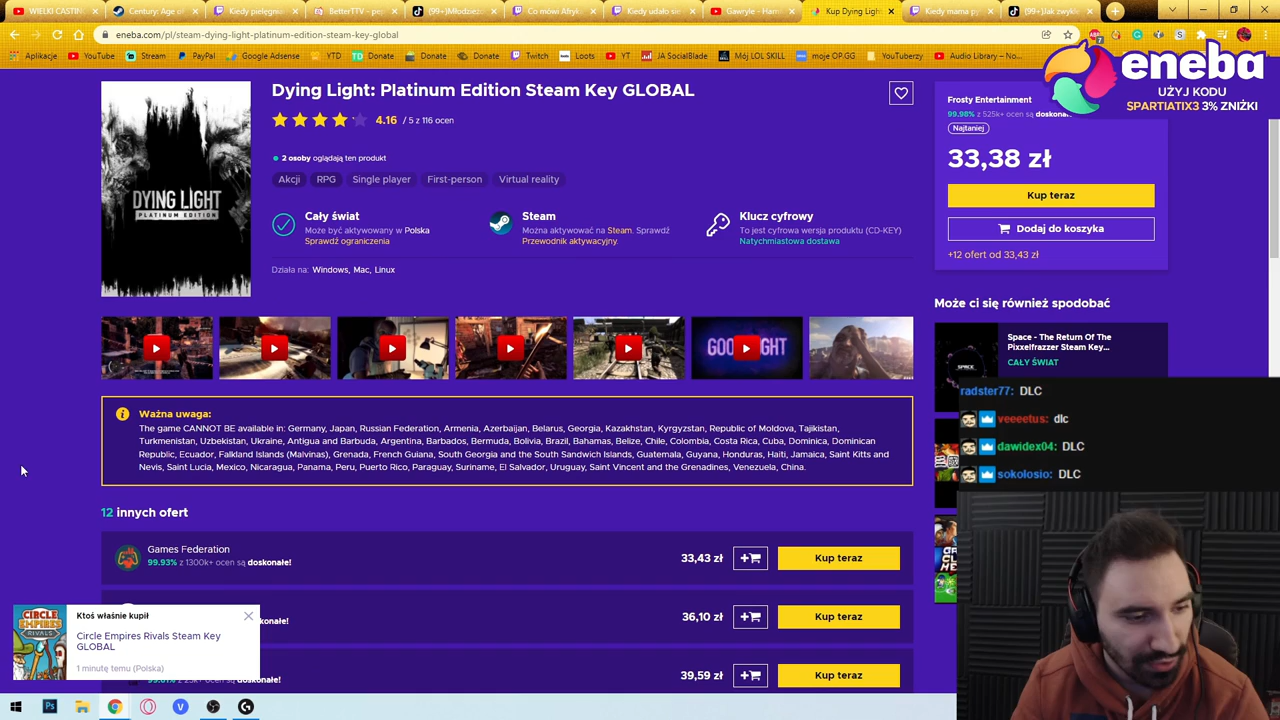 WIELKI CASTIN
Century: Age o
Kiedy pielęgnie
BetterTTV - pe
(99+)Młodzież
Co mówi Afryk
Kiedy udało się
Gawryle - Ham
Kup Dying Ligh
Kiedy mama p
(99+)Jak zwykle
eneba.com/pl/steam-dying-light-platinum-edition-steam-key-global
Aplikacje
YouTube
Stream
PayPal
Google Adsense
YTD
Donate
Donate
Donate
Twitch
Loots
YT
JA SocialBlade
Mój LOL SKILL
moje OP.GG
YouTuberzy
Audio Library – No...
eneba
UŻYJ KODU
SPARTIATIX3 3% ZNIŻKI
DYING LIGHT
PLATINUM EDITION
Dying Light: Platinum Edition Steam Key GLOBAL
4.16 / 5 z 116 ocen
2 osoby oglądają ten produkt
Akcji
RPG
Single player
First-person
Virtual reality
Cały świat
Może być aktywowany w Polska
Sprawdź ograniczenia
Steam
Można aktywować na Steam. Sprawdź
Przewodnik aktywacyjny.
Klucz cyfrowy
To jest cyfrowa wersja produktu (CD-KEY)
Natychmiastowa dostawa
Działa na: Windows, Mac, Linux
Frosty Entertainment
99.98% z 525k+ ocen są doskona
Najtaniej
33,38 zł
Kup teraz
Dodaj do koszyka
+12 ofert od 33,43 zł
GOO GHT
Ważna uwaga:
The game CANNOT BE available in: Germany, Japan, Russian Federation, Armenia, Azerbaijan, Belarus, Georgia, Kazakhstan, Kyrgyzstan, Republic of Moldova, Tajikistan,
Turkmenistan, Uzbekistan, Ukraine, Antigua and Barbuda, Argentina, Barbados, Bermuda, Bolivia, Brazil, Bahamas, Belize, Chile, Colombia, Costa Rica, Cuba, Dominica, Dominican
Republic, Ecuador, Falkland Islands (Malvinas), Grenada, French Guiana, South Georgia and the South Sandwich Islands, Guatemala, Guyana, Honduras, Haiti, Jamaica, Saint Kitts and
Nevis, Saint Lucia, Mexico, Nicaragua, Panama, Peru, Puerto Rico, Paraguay, Suriname, El Salvador, Uruguay, Saint Vincent and the Grenadines, Venezuela, China.
Może ci się również spodobać
SPACE
Space - The Return Of The
Pixxelfrazzer Steam Key...
CAŁY ŚWIAT
radster77: DLC
veeeetus: dlc
dawidex04: DLC
sokolosio: DLC
12 innych ofert
Games Federation
99.93% z 1300k+ ocen są doskonałe!
33,43 zł
Kup teraz
nałe!
36,10 zł
Kup teraz
doskonałe!
39,59 zł
Kup teraz
CIRCLE
EMPIRES
RIVALS
Ktoś właśnie kupił
Circle Empires Rivals Steam Key
GLOBAL
1 minutę temu (Polska)